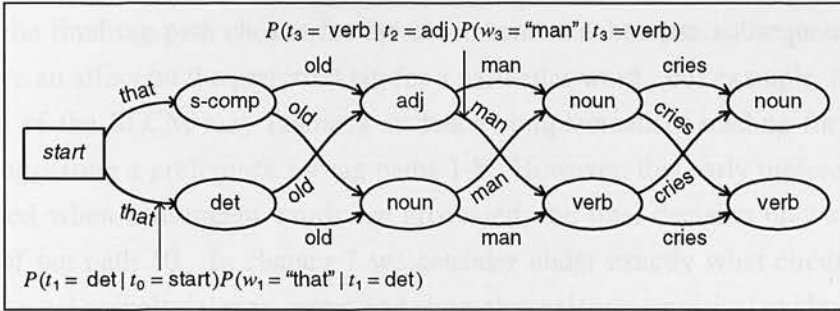 P(t₃ = verb | t₂ = adj).P(w₃ = “man” | t₃ = verb)
old man cries
that s-comp adj noun noun
old man cries
start
old man cries
that det noun verb verb
old man cries
P(t₁ = det | t₀ = start)P(w₁ = “that” | t₁ = det)